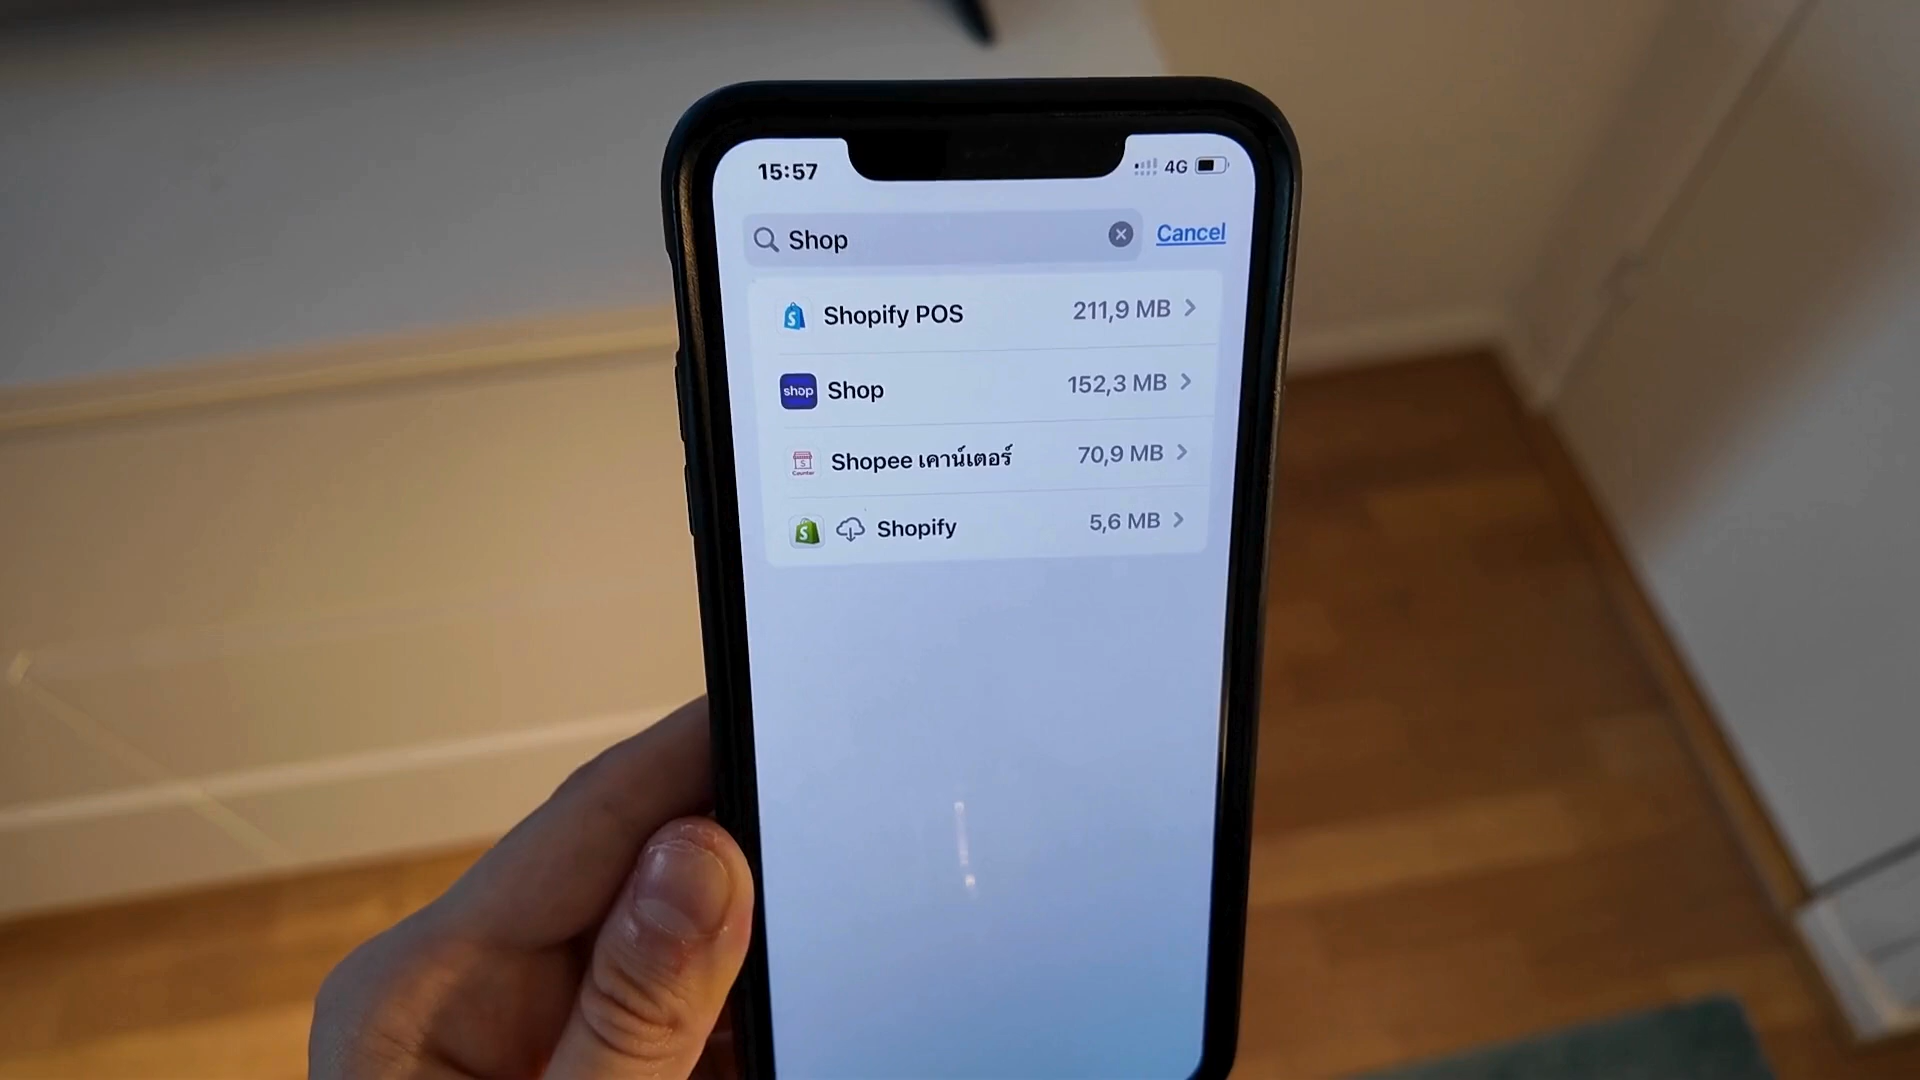 15:57 4G
Shop Cancel
Shopify POS 211,9 MB
shop Shop 152,3 MB
Shopee เคาน์เตอร์ 70,9 MB
Counter
Shopify 5,6 MB